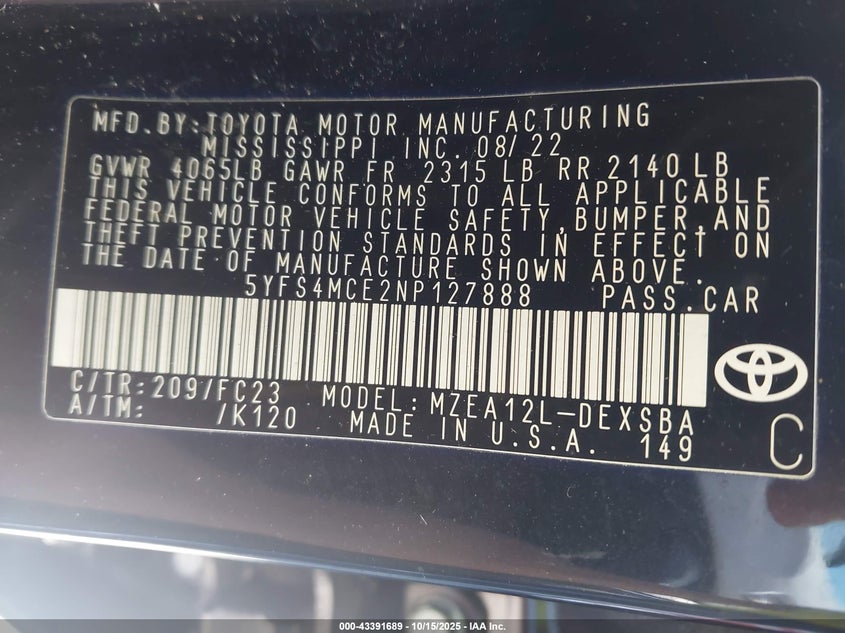 MFD.BY:TOYOTA MOTOR MANUFACTURING
MISSISSIPPI INC. 08/22
GVWR 4065LB GAWR FR 2315 LB RR 2140 LB
THIS VEHICLE CONFORMS TO ALL APPLICABLE
FEDERAL MOTOR VEHICLE SAFETY,BUMPER,AND
THEFT PREVENTION STANDARDS IN EFFECT ON
THE DATE OF MANUFACTURE SHOWN ABOVE.
5YFS4MCE2NP127888 PASS.CAR
C/TR:209/FC23 MODEL:MZEA12L-DEXSBA
A/TM: /K120 MADE IN U.S.A. 149
C
000-43391689 - 10/15/2025 - IAA Inc.